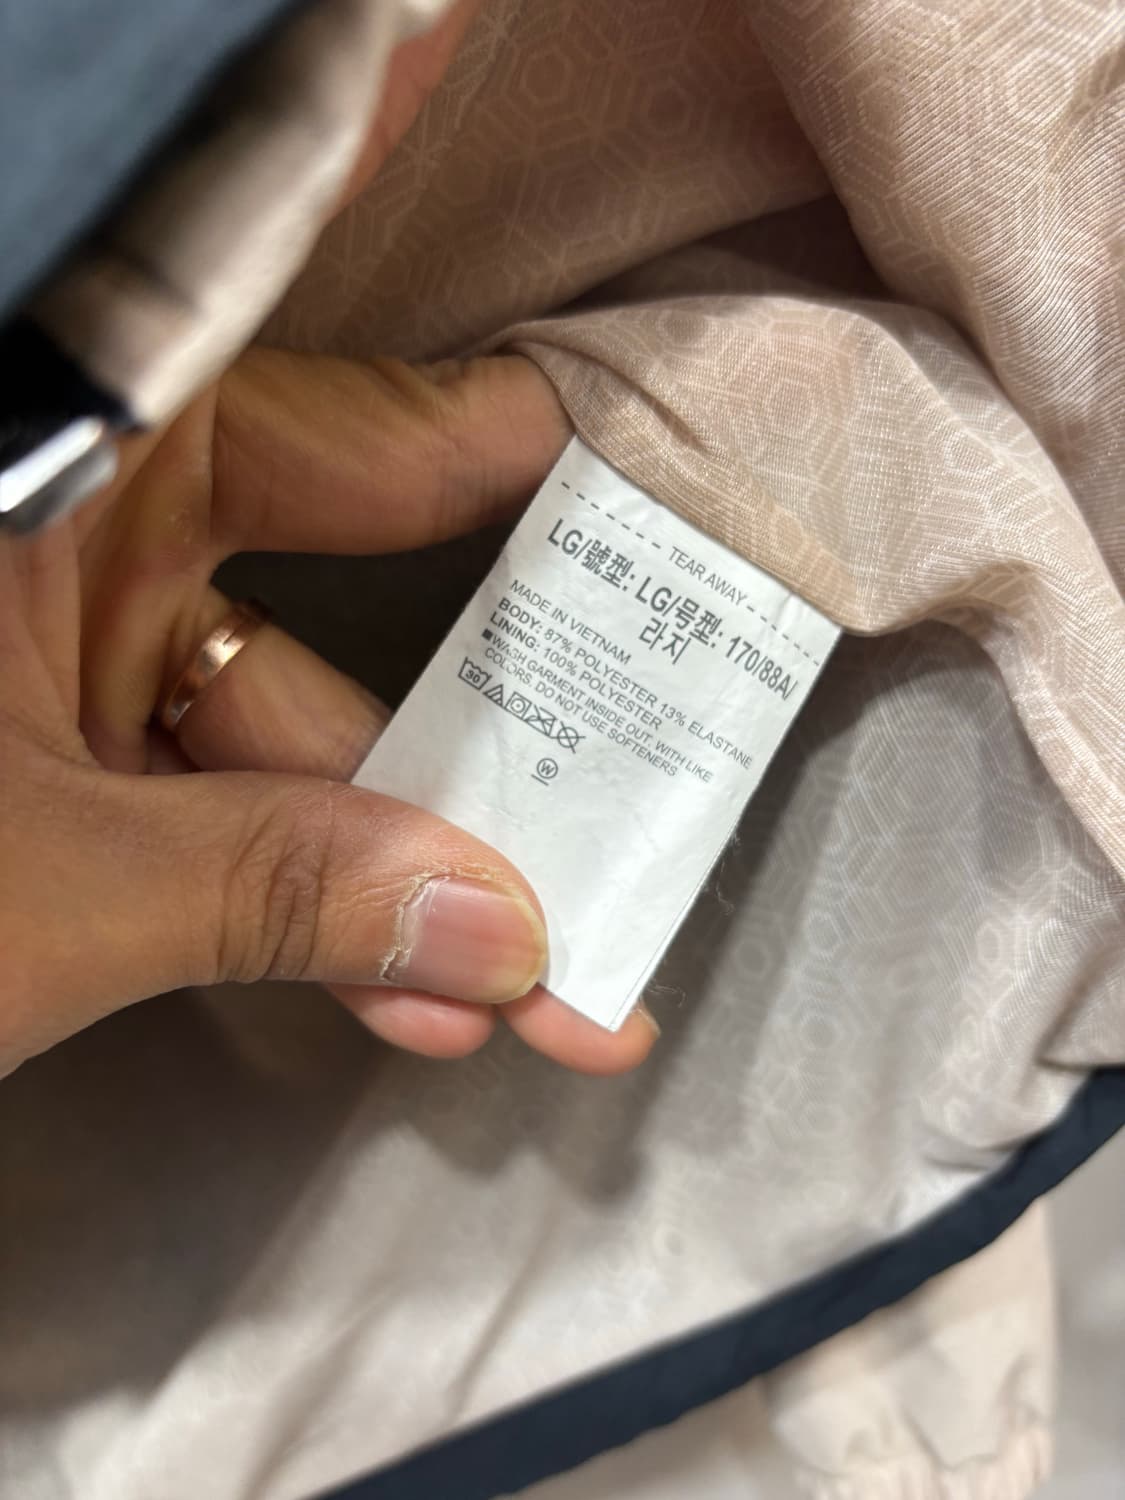 TEAR AWAY
LG/號型: LG/号型: 170/88A/
라지
MADE IN VIETNAM
BODY: 87% POLYESTER 13% ELASTANE
LINING: 100% POLYESTER
■WASH GARMENT INSIDE OUT, WITH LIKE
COLORS. DO NOT USE SOFTENERS
30
W